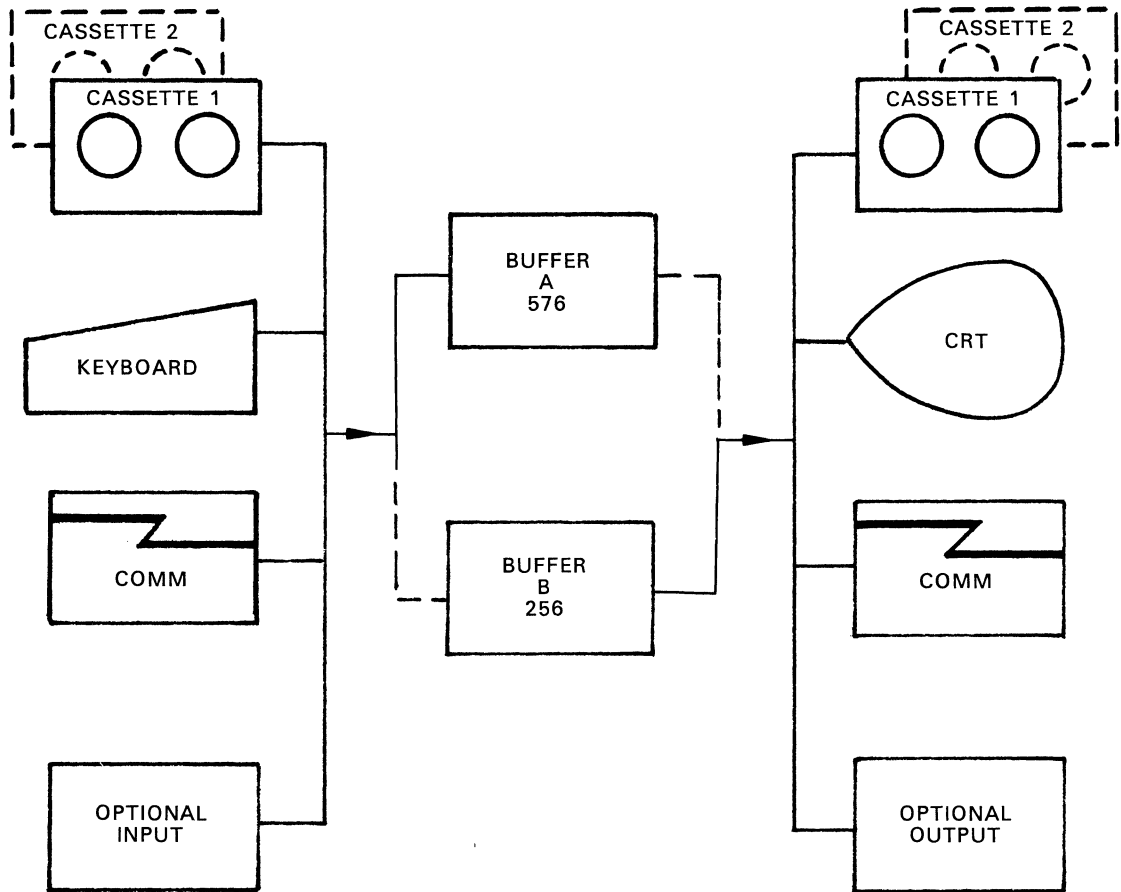 CASSETTE 2
CASSETTE 1
KEYBOARD
COMM
OPTIONAL
INPUT
BUFFER
A
576
BUFFER
B
256
CASSETTE 2
CASSETTE 1
CRT
COMM
OPTIONAL
OUTPUT